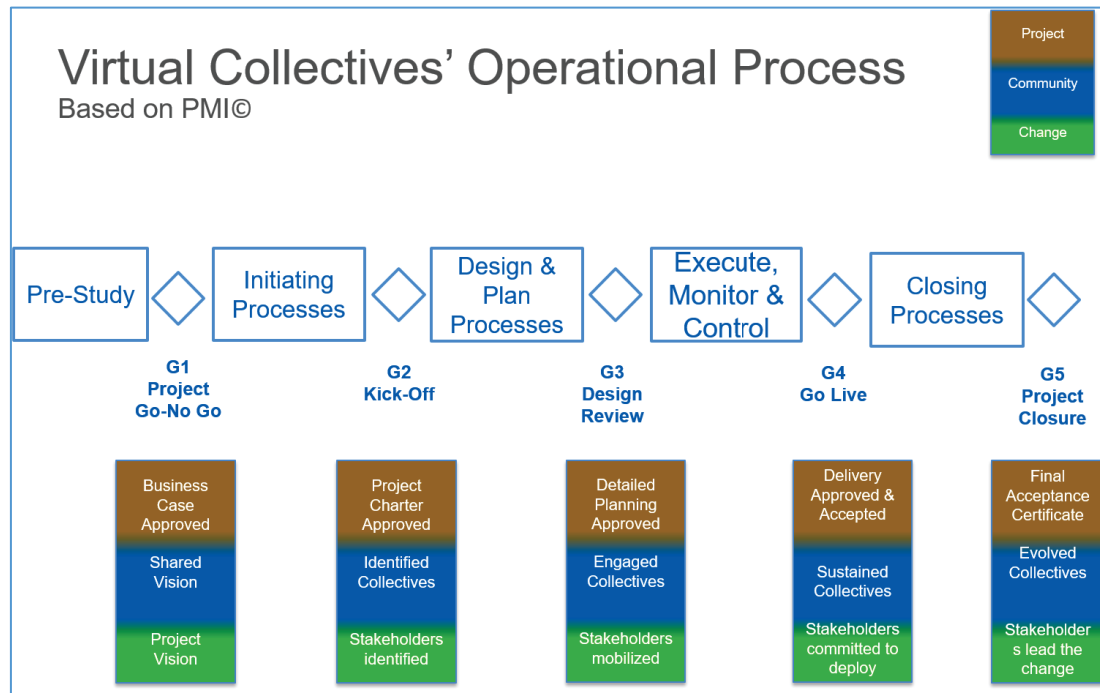 Virtual Collectives’ Operational Process
Based on PMI©
Project
Community
Change
Pre-Study
Initiating
Processes
Design &
Plan
Processes
Execute,
Monitor &
Control
Closing
Processes
G1
Project
Go-No Go
G2
Kick-Off
G3
Design
Review
G4
Go Live
G5
Project
Closure
Business
Case
Approved
Shared
Vision
Project
Vision
Project
Charter
Approved
Identified
Collectives
Stakeholders
identified
Detailed
Planning
Approved
Engaged
Collectives
Stakeholders
mobilized
Delivery
Approved &
Accepted
Sustained
Collectives
Stakeholders
committed to
deploy
Final
Acceptance
Certificate
Evolved
Collectives
Stakeholder
s lead the
change